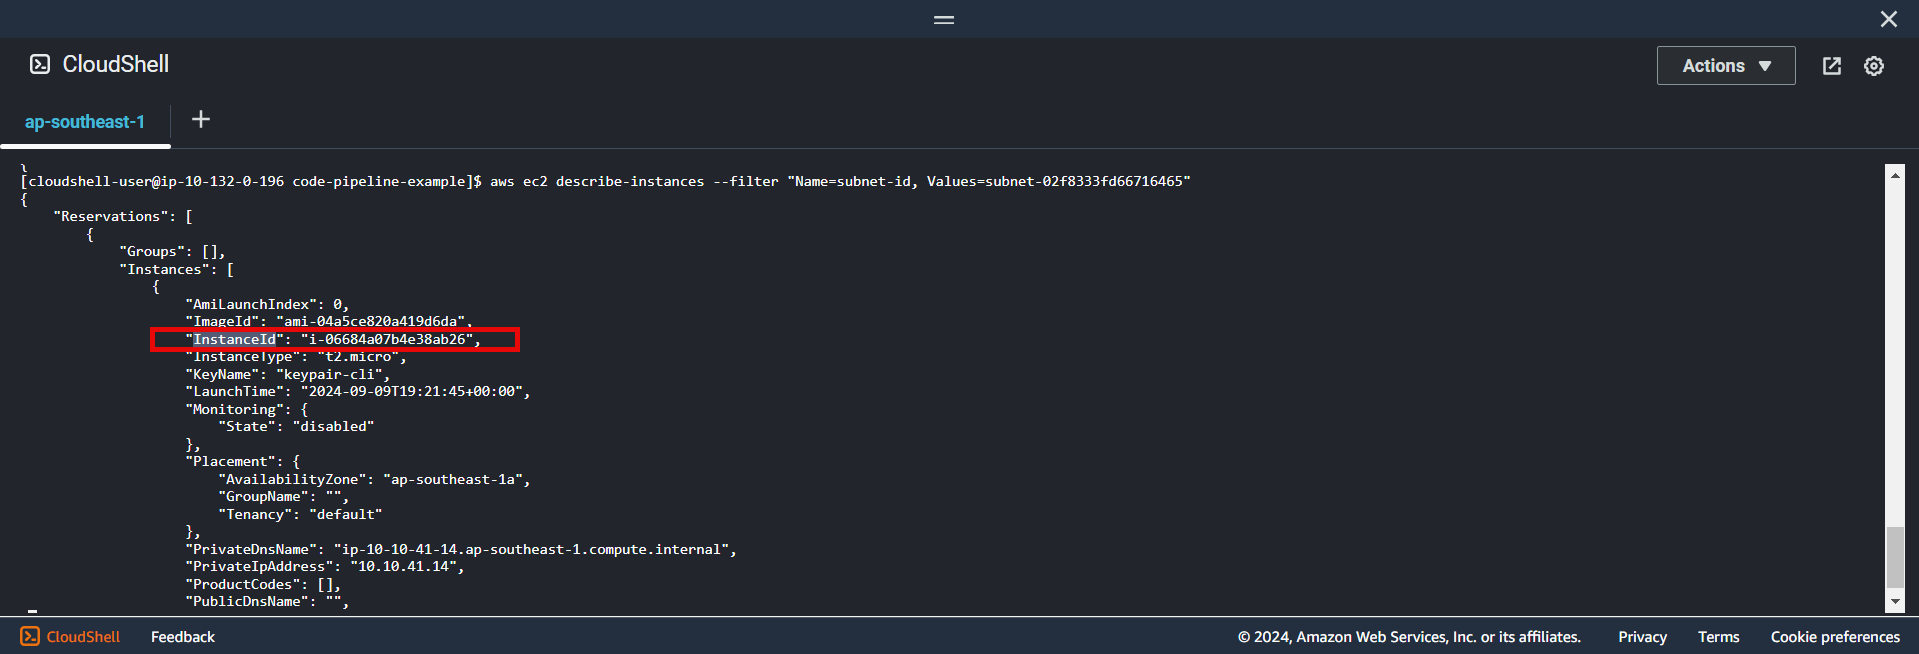 CloudShell
Actions
ap-southeast-1
}
[cloudshell-user@ip-10-132-0-196 code-pipeline-example]$ aws ec2 describe-instances --filter "Name=subnet-id, Values=subnet-02f8333fd66716465"
{
    "Reservations": [
        {
            "Groups": [],
            "Instances": [
                {
                    "AmiLaunchIndex": 0,
                    "ImageId": "ami-04a5ce820a419d6da",
                    "InstanceId": "i-06684a07b4e38ab26",
                    "InstanceType": "t2.micro",
                    "KeyName": "keypair-cli",
                    "LaunchTime": "2024-09-09T19:21:45+00:00",
                    "Monitoring": {
                        "State": "disabled"
                    },
                    "Placement": {
                        "AvailabilityZone": "ap-southeast-1a",
                        "GroupName": "",
                        "Tenancy": "default"
                    },
                    "PrivateDnsName": "ip-10-10-41-14.ap-southeast-1.compute.internal",
                    "PrivateIpAddress": "10.10.41.14",
                    "ProductCodes": [],
                    "PublicDnsName": "",
CloudShell Feedback © 2024, Amazon Web Services, Inc. or its affiliates. Privacy Terms Cookie preferences